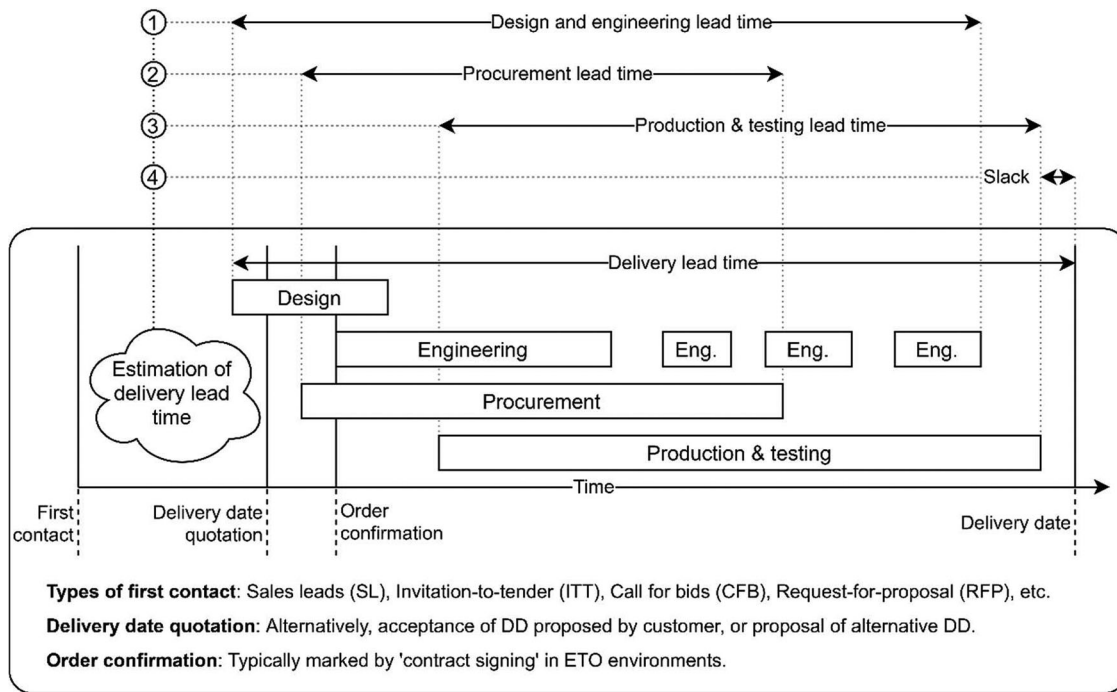 1 Design and engineering lead time
2 Procurement lead time
3 Production & testing lead time
4 Slack
Delivery lead time
Design
Engineering Eng. Eng. Eng.
Estimation of
delivery lead
time
Procurement
Production & testing
Time
First
contact
Delivery date
quotation
Order
confirmation
Delivery date
Types of first contact: Sales leads (SL), Invitation-to-tender (ITT), Call for bids (CFB), Request-for-proposal (RFP), etc.
Delivery date quotation: Alternatively, acceptance of DD proposed by customer, or proposal of alternative DD.
Order confirmation: Typically marked by 'contract signing' in ETO environments.